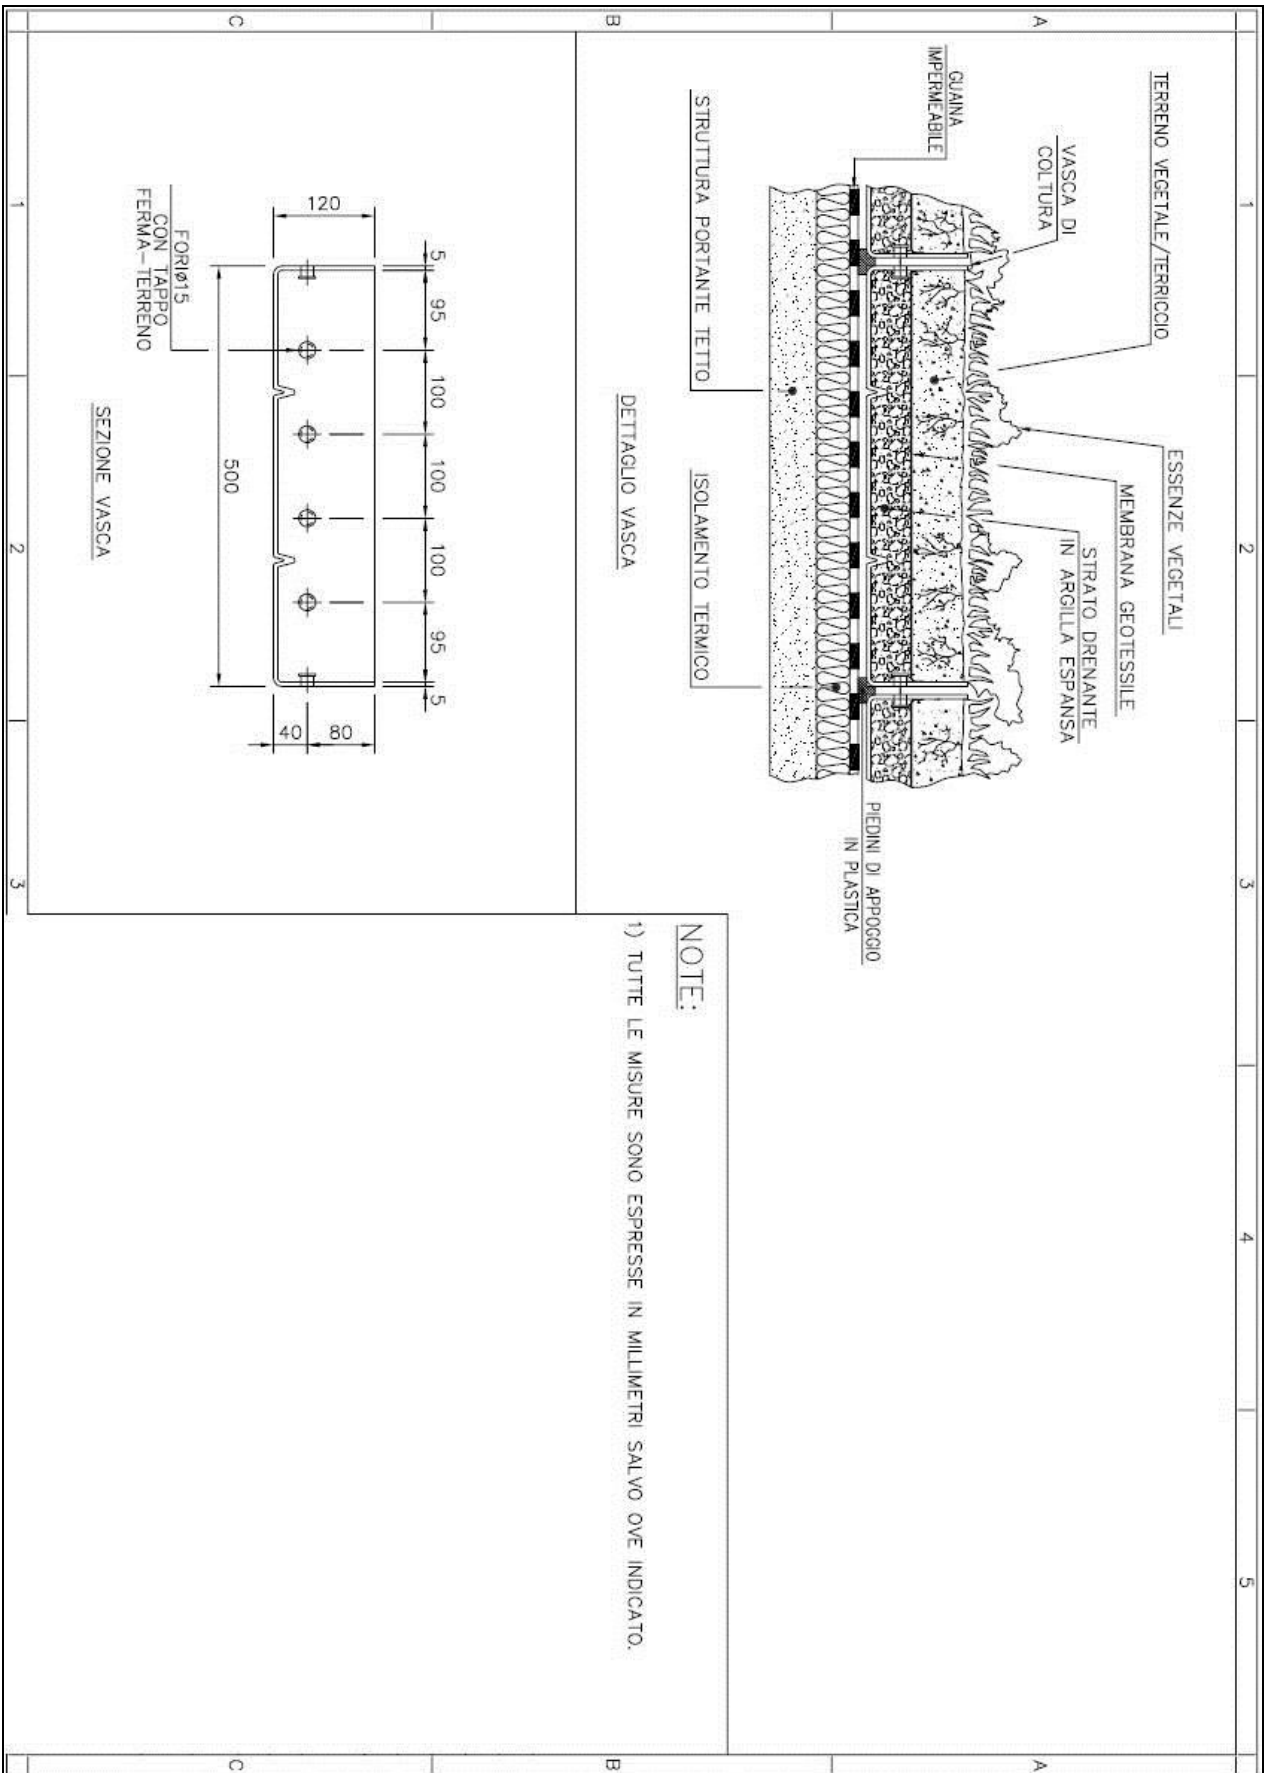 1
2
3
4
5
A
A
B
B
C
C
TERRENO VEGETALE/TERRICCIO
VASCA DI
COLTURA
GUAINA
IMPERMEABILE
STRUTTURA PORTANTE TETTO
ESSENZE VEGETALI
MEMBRANA GEOTESSILE
STRATO DRENANTE
IN ARGILLA ESPANSA
PIEDINI DI APPOGGIO
IN PLASTICA
ISOLAMENTO TERMICO
DETTAGLIO VASCA
5
95
100
100
100
95
5
120
40
80
500
FORIØ15
CON TAPPO
FERMA-TERRENO
SEZIONE VASCA
1
2
3
NOTE:
1) TUTTE LE MISURE SONO ESPRESSE IN MILLIMETRI SALVO OVE INDICATO.